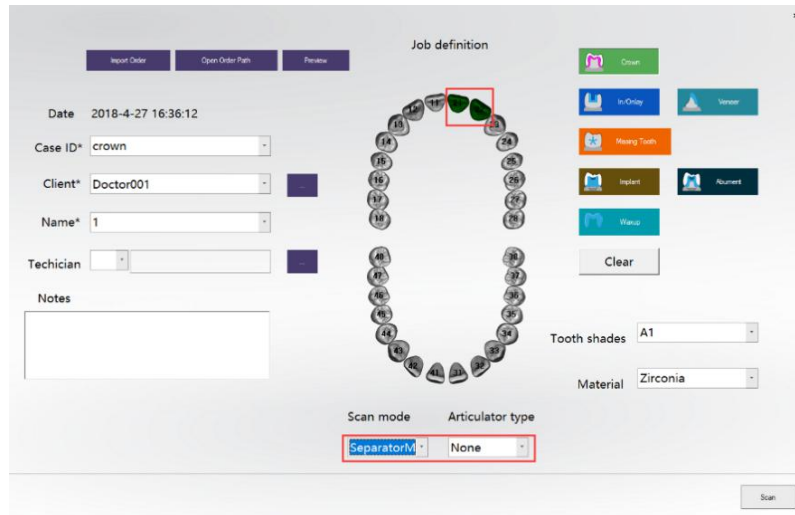 Job definition
Import Order Open Order Path Preview
Crown
Date 2018-4-27 16:36:12
In/Onlay Veneer
Case ID* crown
Missing Tooth
Client* Doctor001 ...
Implant Abument
Name* 1
Waxup
Techician ...
Clear
Notes
11
13 23
14 24
15 25
16 26
17 27
18 28
38
47 37
46 36
45 35
44 34
43 33
42 41 31 32
Tooth shades A1
Material Zirconia
Scan mode Articulator type
SeparatorM None
Scan